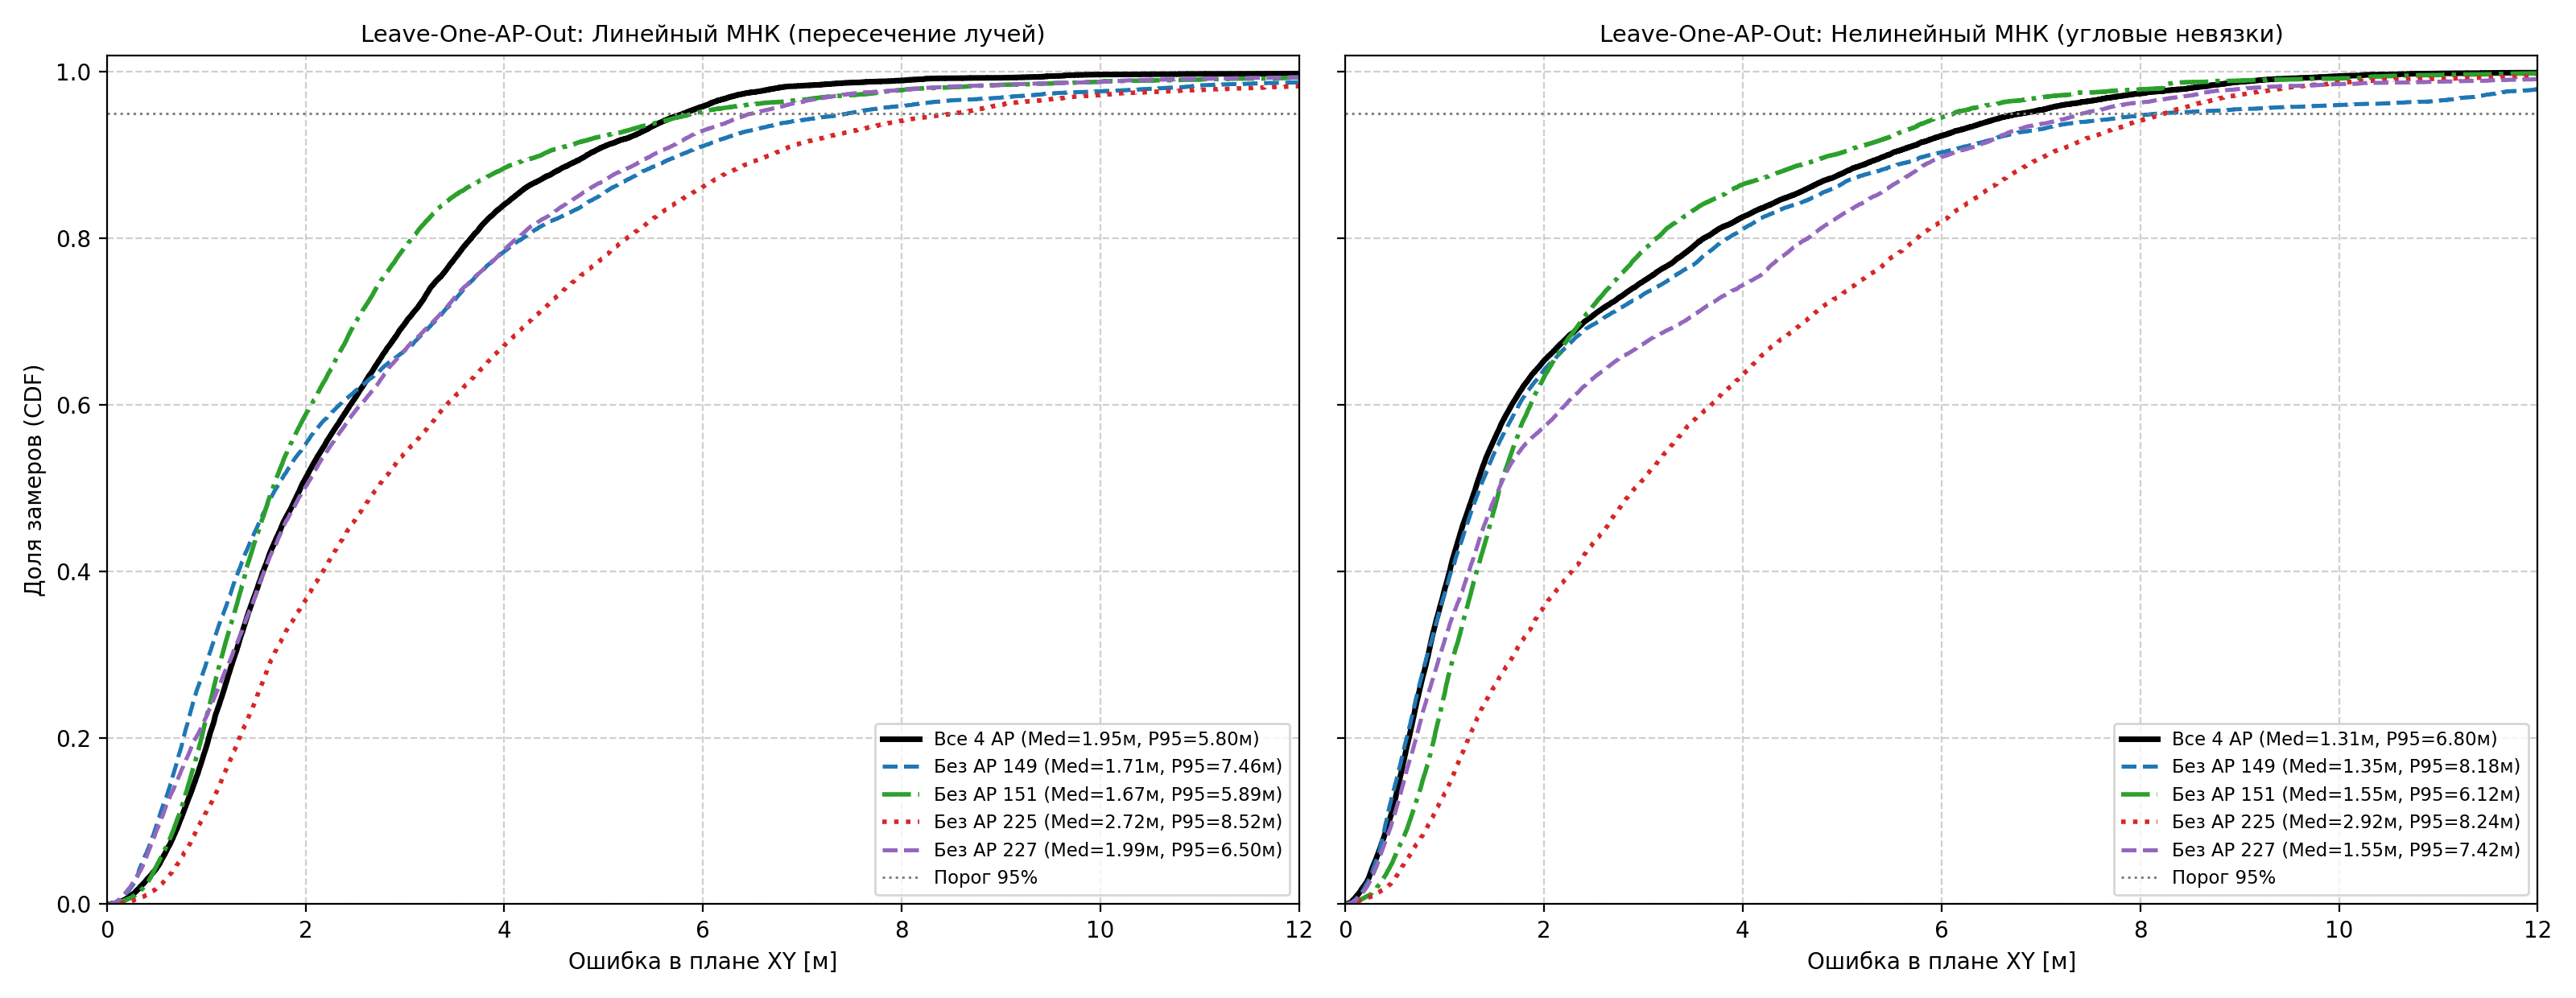 Leave-One-AP-Out: Линейный МНК (пересечение лучей)
Доля замеров (CDF)
1.0
0.8
0.6
0.4
0.2
0.0
0 2 4 6 8 10 12
Ошибка в плане XY [м]
Все 4 AP (Med=1.95м, P95=5.80м)
Без AP 149 (Med=1.71м, P95=7.46м)
Без AP 151 (Med=1.67м, P95=5.89м)
Без AP 225 (Med=2.72м, P95=8.52м)
Без AP 227 (Med=1.99м, P95=6.50м)
Порог 95%
Leave-One-AP-Out: Нелинейный МНК (угловые невязки)
0 2 4 6 8 10 12
Ошибка в плане XY [м]
Все 4 AP (Med=1.31м, P95=6.80м)
Без AP 149 (Med=1.35м, P95=8.18м)
Без AP 151 (Med=1.55м, P95=6.12м)
Без AP 225 (Med=2.92м, P95=8.24м)
Без AP 227 (Med=1.55м, P95=7.42м)
Порог 95%